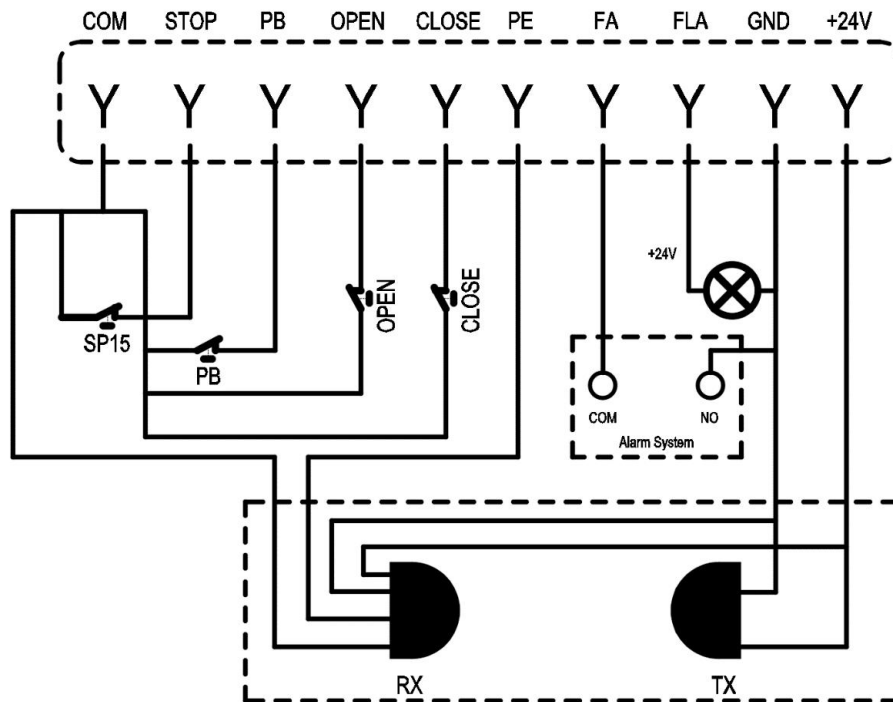 COM STOP PB OPEN CLOSE PE FA FLA GND +24V
+24V
OPEN
CLOSE
SP15
PB
COM
NO
Alarm System
RX
TX